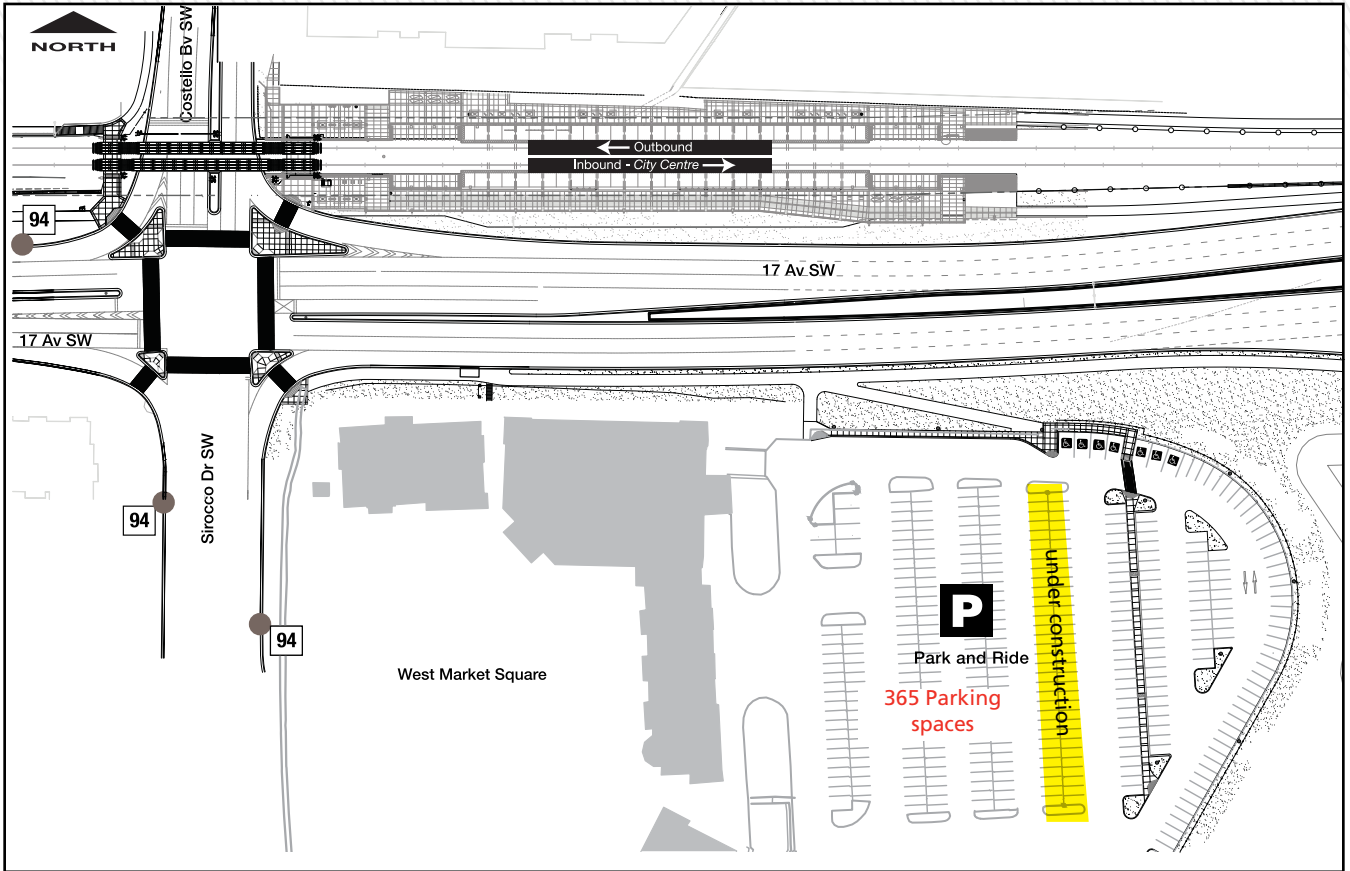 NORTH
Costello Bv SW
Outbound
Inbound - City Centre
94
17 Av SW
17 Av SW
Sirocco Dr SW
94
94
West Market Square
P
Park and Ride
365 Parking
spaces
under construction